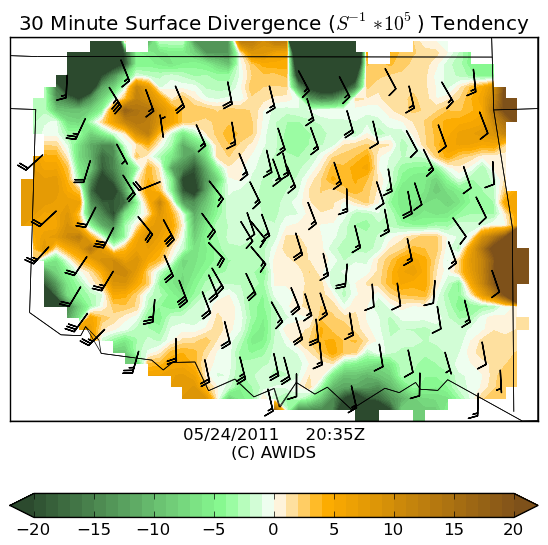 30 Minute Surface Divergence (S⁻¹ *10⁵ ) Tendency
05/24/2011 20:35Z
(C) AWIDS
−20 −15 −10 −5 0 5 10 15 20